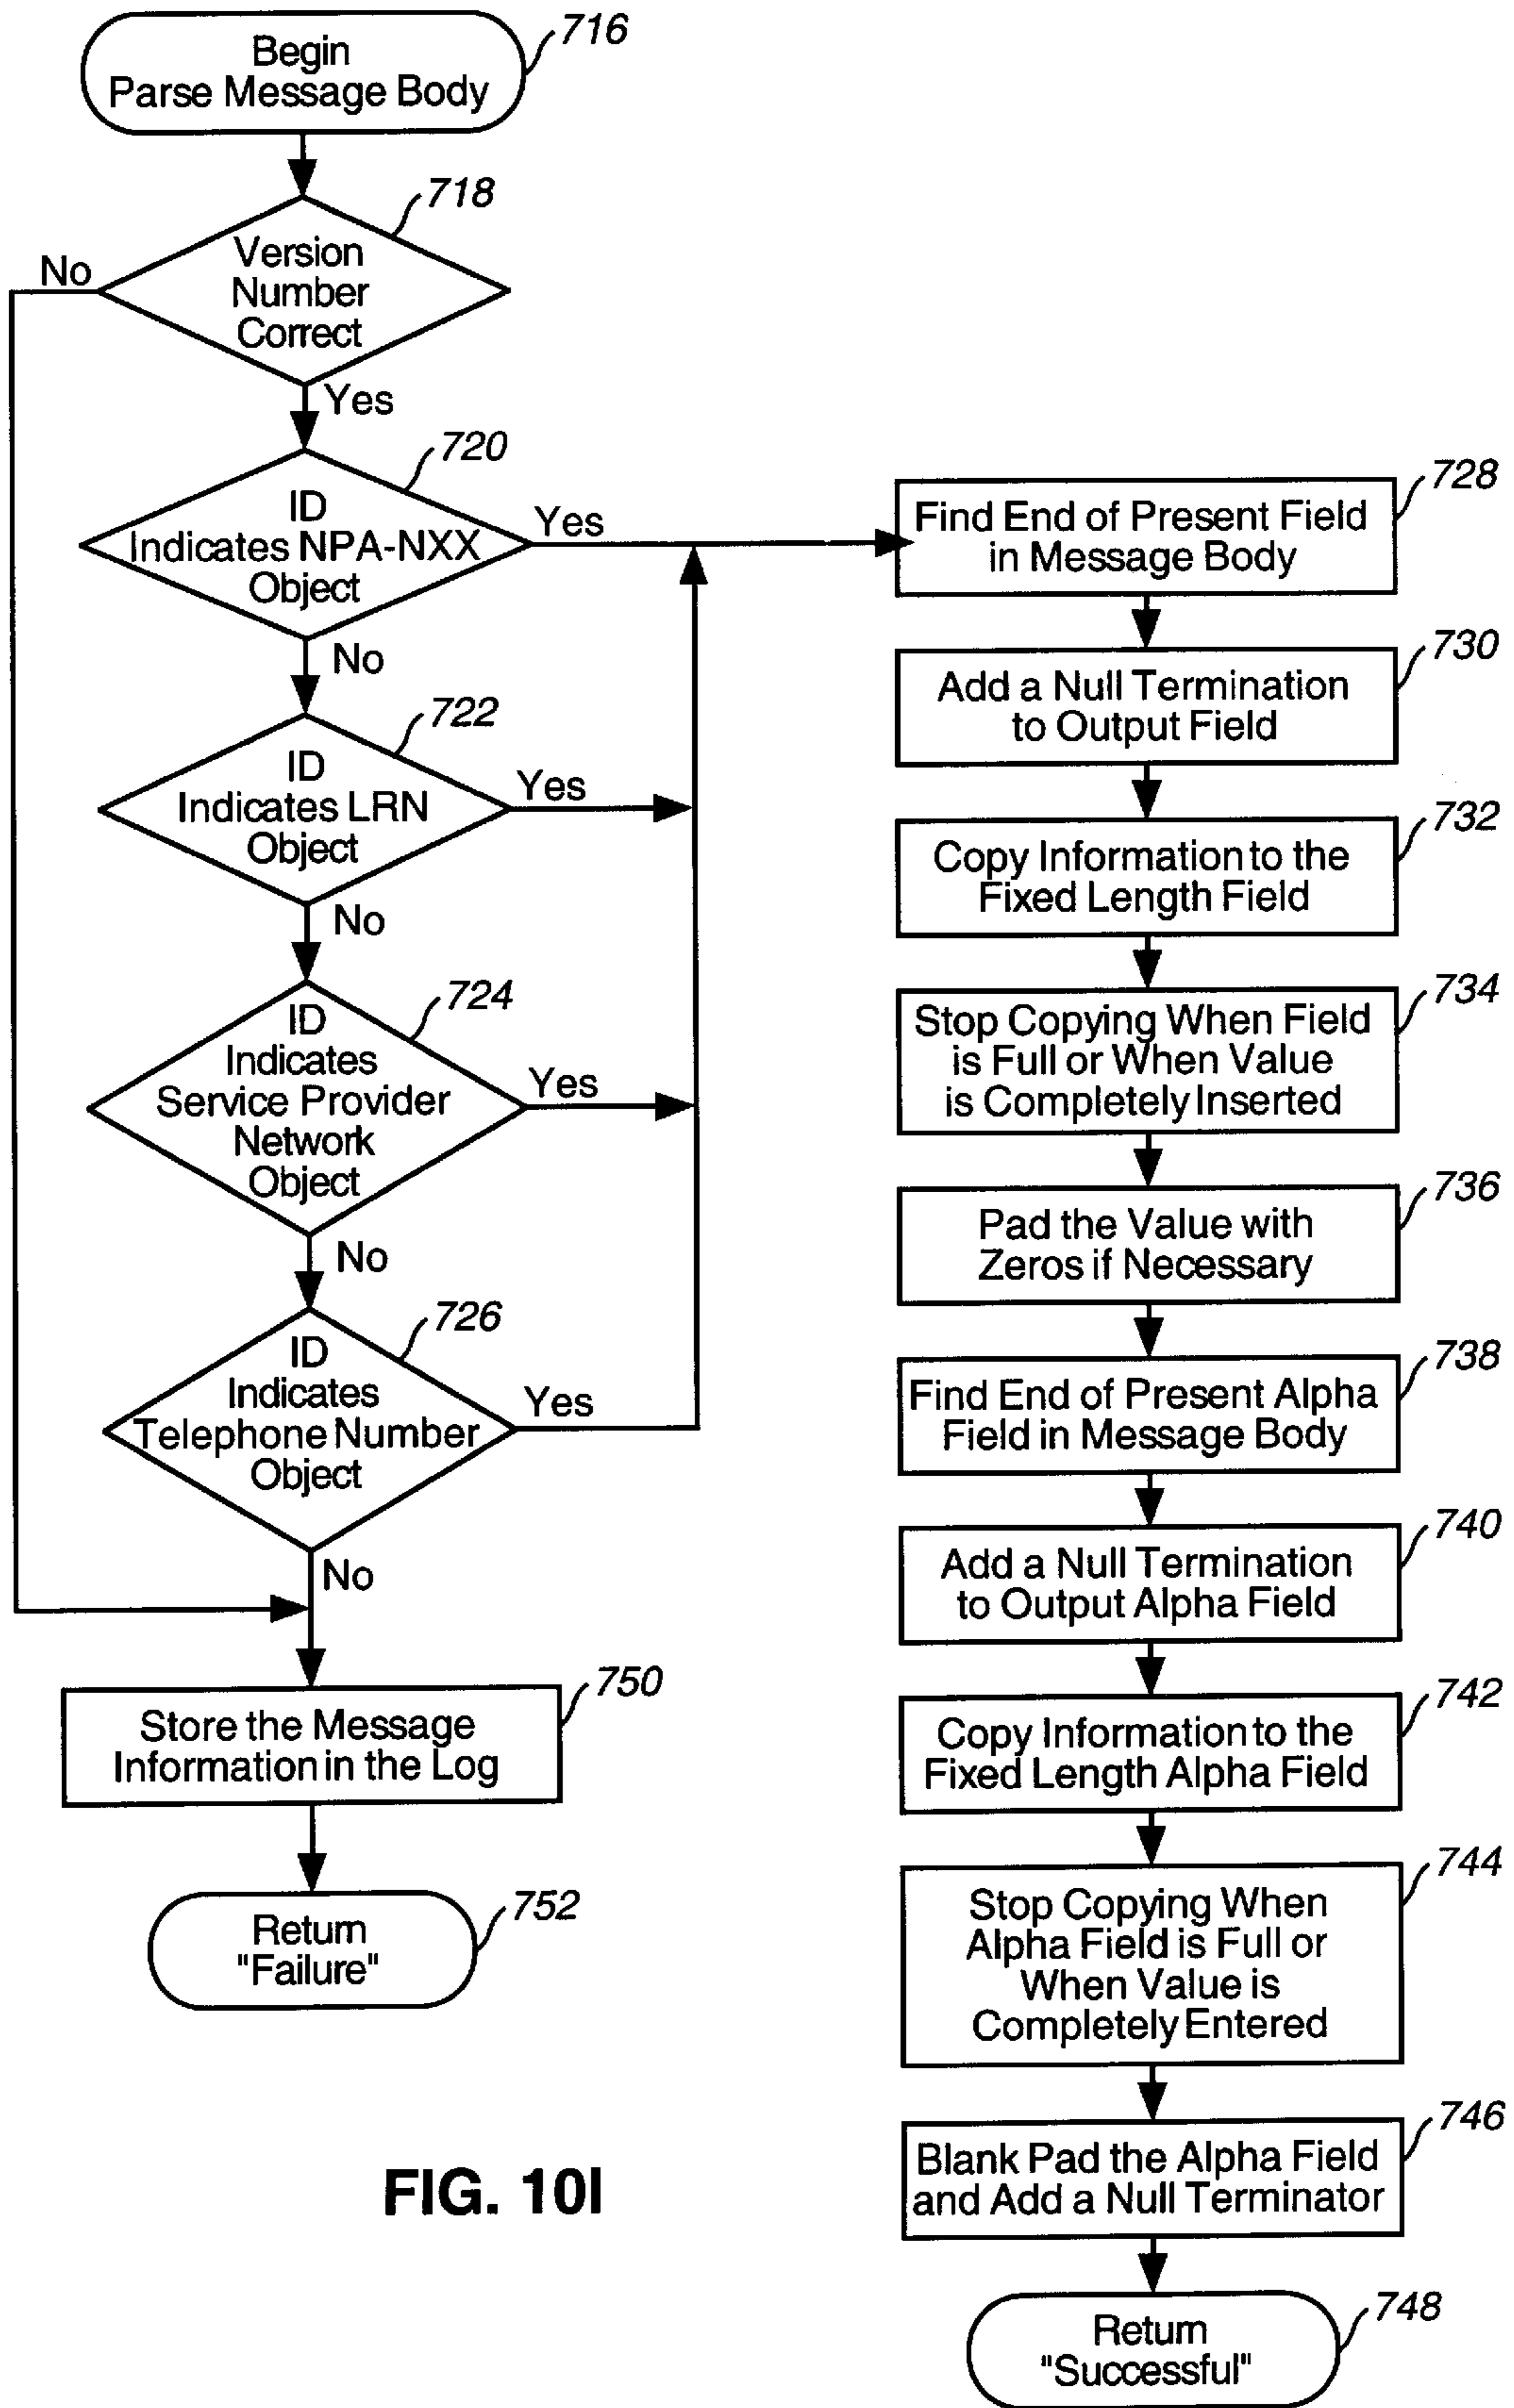 716
Begin
Parse Message Body
718
Version
Number
Correct
No
Yes
720
ID
Indicates NPA-NXX
Object
Yes
No
722
ID
Indicates LRN
Object
Yes
No
724
ID
Indicates
Service Provider
Network
Object
Yes
No
726
ID
Indicates
Telephone Number
Object
Yes
No
750
Store the Message
Information in the Log
752
Return
"Failure"
728
Find End of Present Field
in Message Body
730
Add a Null Termination
to Output Field
732
Copy Information to the
Fixed Length Field
734
Stop Copying When Field
is Full or When Value
is Completely Inserted
736
Pad the Value with
Zeros if Necessary
738
Find End of Present Alpha
Field in Message Body
740
Add a Null Termination
to Output Alpha Field
742
Copy Information to the
Fixed Length Alpha Field
744
Stop Copying When
Alpha Field is Full or
When Value is
Completely Entered
746
Blank Pad the Alpha Field
and Add a Null Terminator
748
Return
"Successful"
FIG. 10I